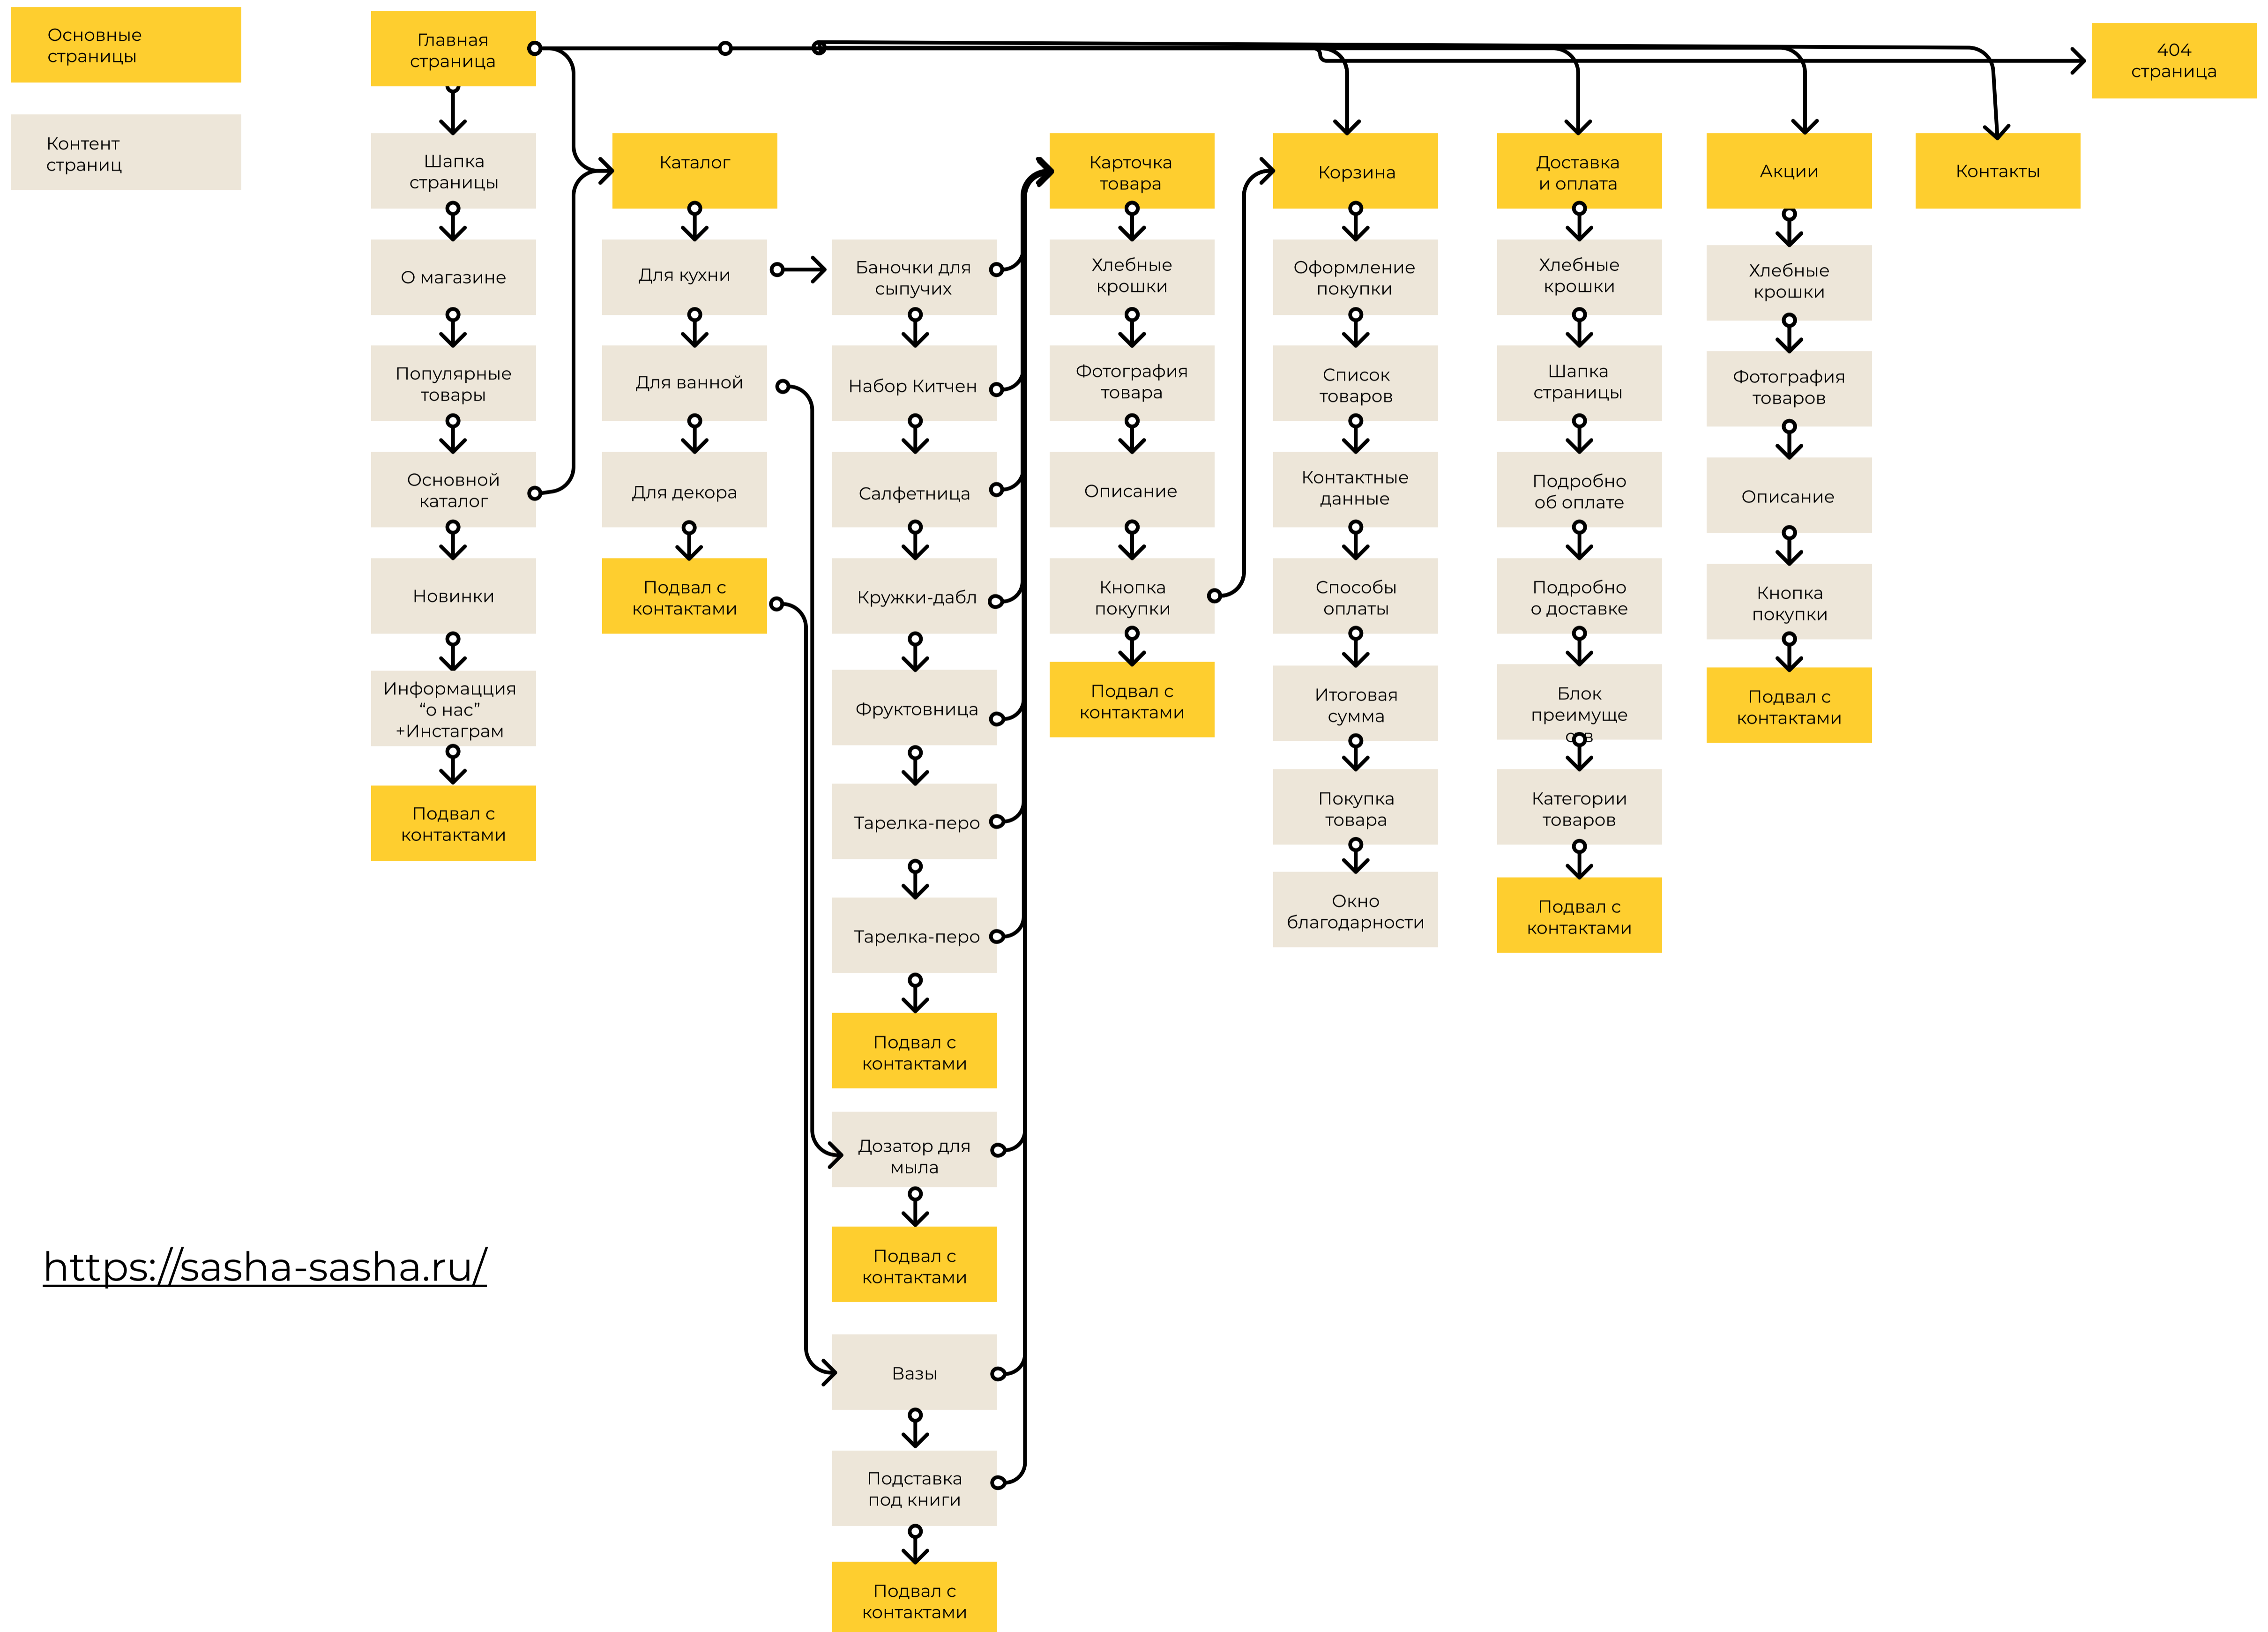 Основные
страницы
Контент
страниц
Главная
страница
Шапка
страницы
О магазине
Популярные
товары
Основной
каталог
Новинки
Информацция
“о нас”
+Инстаграм
Подвал с
контактами
Каталог
Для кухни
Для ванной
Для декора
Подвал с
контактами
Баночки для
сыпучих
Набор Китчен
Салфетница
Кружки-дабл
Фруктовница
Тарелка-перо
Тарелка-перо
Подвал с
контактами
Дозатор для
мыла
Подвал с
контактами
Вазы
Подставка
под книги
Подвал с
контактами
Карточка
товара
Хлебные
крошки
Фотография
товара
Описание
Кнопка
покупки
Подвал с
контактами
Корзина
Оформление
покупки
Список
товаров
Контактные
данные
Способы
оплаты
Итоговая
сумма
Покупка
товара
Окно
благодарности
Доставка
и оплата
Хлебные
крошки
Шапка
страницы
Подробно
об оплате
Подробно
о доставке
Блок
преимуще
Категории
товаров
Подвал с
контактами
Акции
Хлебные
крошки
Фотография
товаров
Описание
Кнопка
покупки
Подвал с
контактами
Контакты
404
страница
https://sasha-sasha.ru/